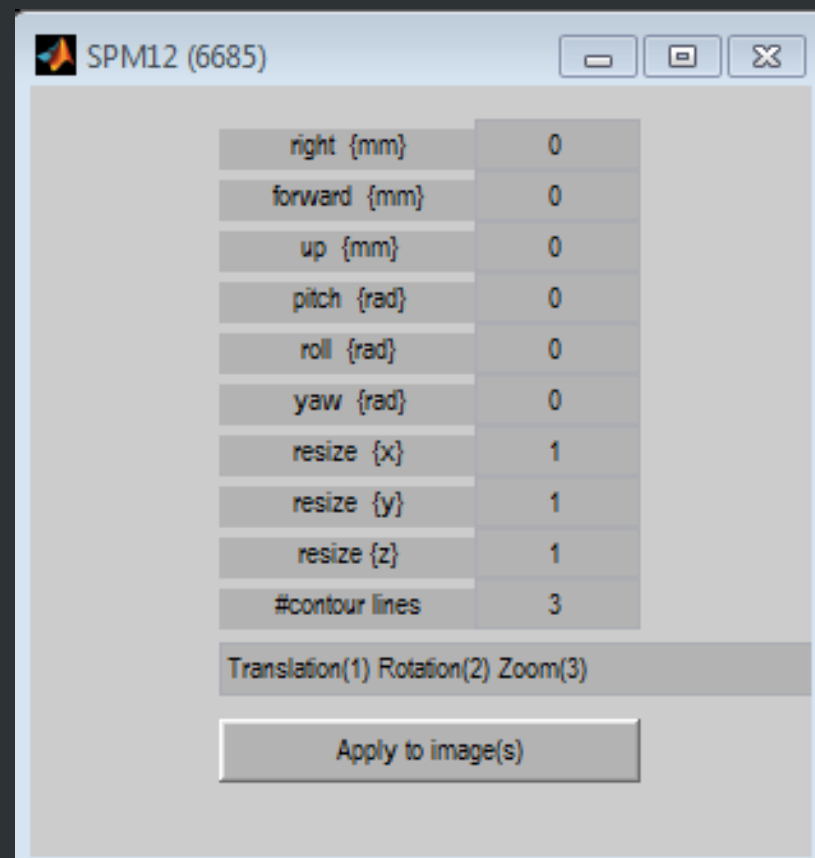 SPM12 (6685)
right {mm} 0
forward {mm} 0
up {mm} 0
pitch {rad} 0
roll {rad} 0
yaw {rad} 0
resize {x} 1
resize {y} 1
resize {z} 1
#contour lines 3
Translation(1) Rotation(2) Zoom(3)
Apply to image(s)